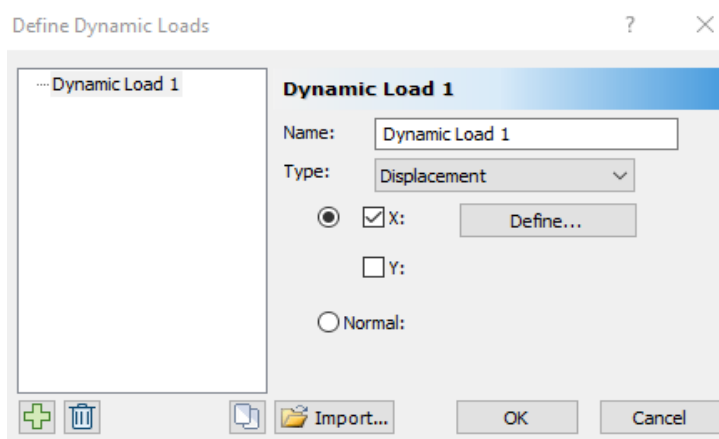 Define Dynamic Loads ?
Dynamic Load 1
Dynamic Load 1
Name: Dynamic Load 1
Type: Displacement
X: Define...
Y:
Normal:
Import... OK Cancel